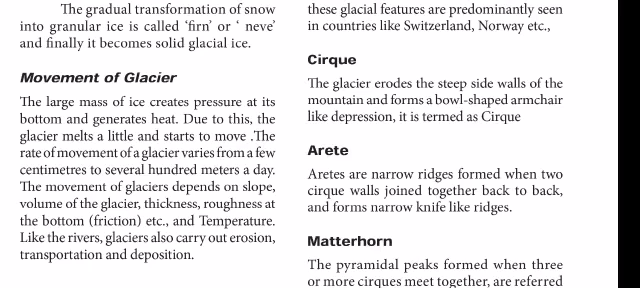 The gradual transformation of snow
into granular ice is called ‘firn’ or ‘ neve’
and finally it becomes solid glacial ice.
Movement of Glacier
The large mass of ice creates pressure at its
bottom and generates heat. Due to this, the
glacier melts a little and starts to move .The
rate of movement of a glacier varies from a few
centimetres to several hundred meters a day.
The movement of glaciers depends on slope,
volume of the glacier, thickness, roughness at
the bottom (friction) etc., and Temperature.
Like the rivers, glaciers also carry out erosion,
transportation and deposition.
these glacial features are predominantly seen
in countries like Switzerland, Norway etc.,
Cirque
The glacier erodes the steep side walls of the
mountain and forms a bowl-shaped armchair
like depression, it is termed as Cirque
Arete
Aretes are narrow ridges formed when two
cirque walls joined together back to back,
and forms narrow knife like ridges.
Matterhorn
The pyramidal peaks formed when three
or more cirques meet together, are referred